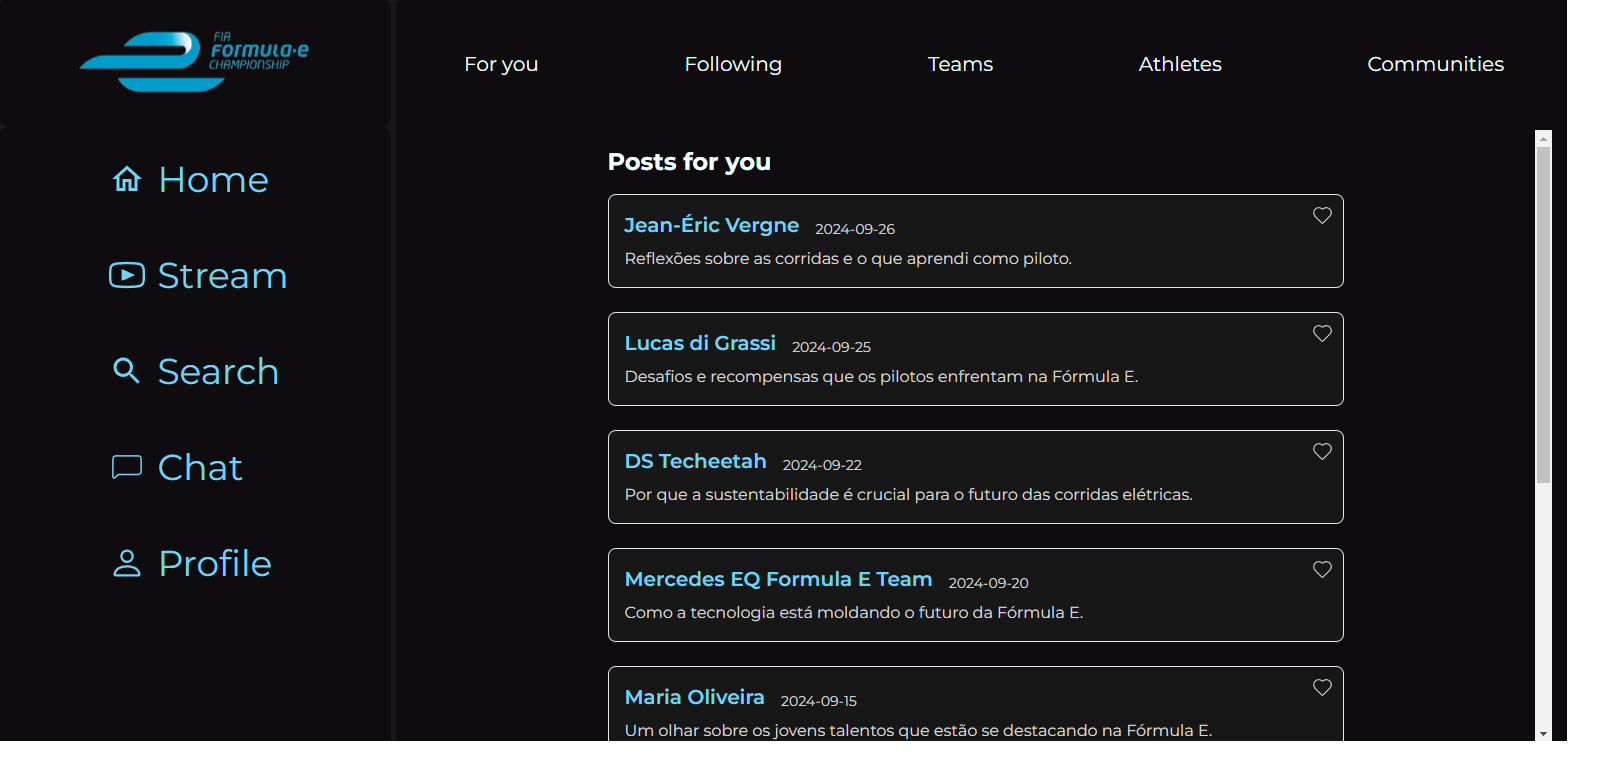 FIA
Formula-e
CHAMPIONSHIP
For you
Following
Teams
Athletes
Communities
Home
Stream
Search
Chat
Profile
Posts for you
Jean-Éric Vergne 2024-09-26
Reflexões sobre as corridas e o que aprendi como piloto.
Lucas di Grassi 2024-09-25
Desafios e recompensas que os pilotos enfrentam na Fórmula E.
DS Techeetah 2024-09-22
Por que a sustentabilidade é crucial para o futuro das corridas elétricas.
Mercedes EQ Formula E Team 2024-09-20
Como a tecnologia está moldando o futuro da Fórmula E.
Maria Oliveira 2024-09-15
Um olhar sobre os jovens talentos que estão se destacando na Fórmula E.